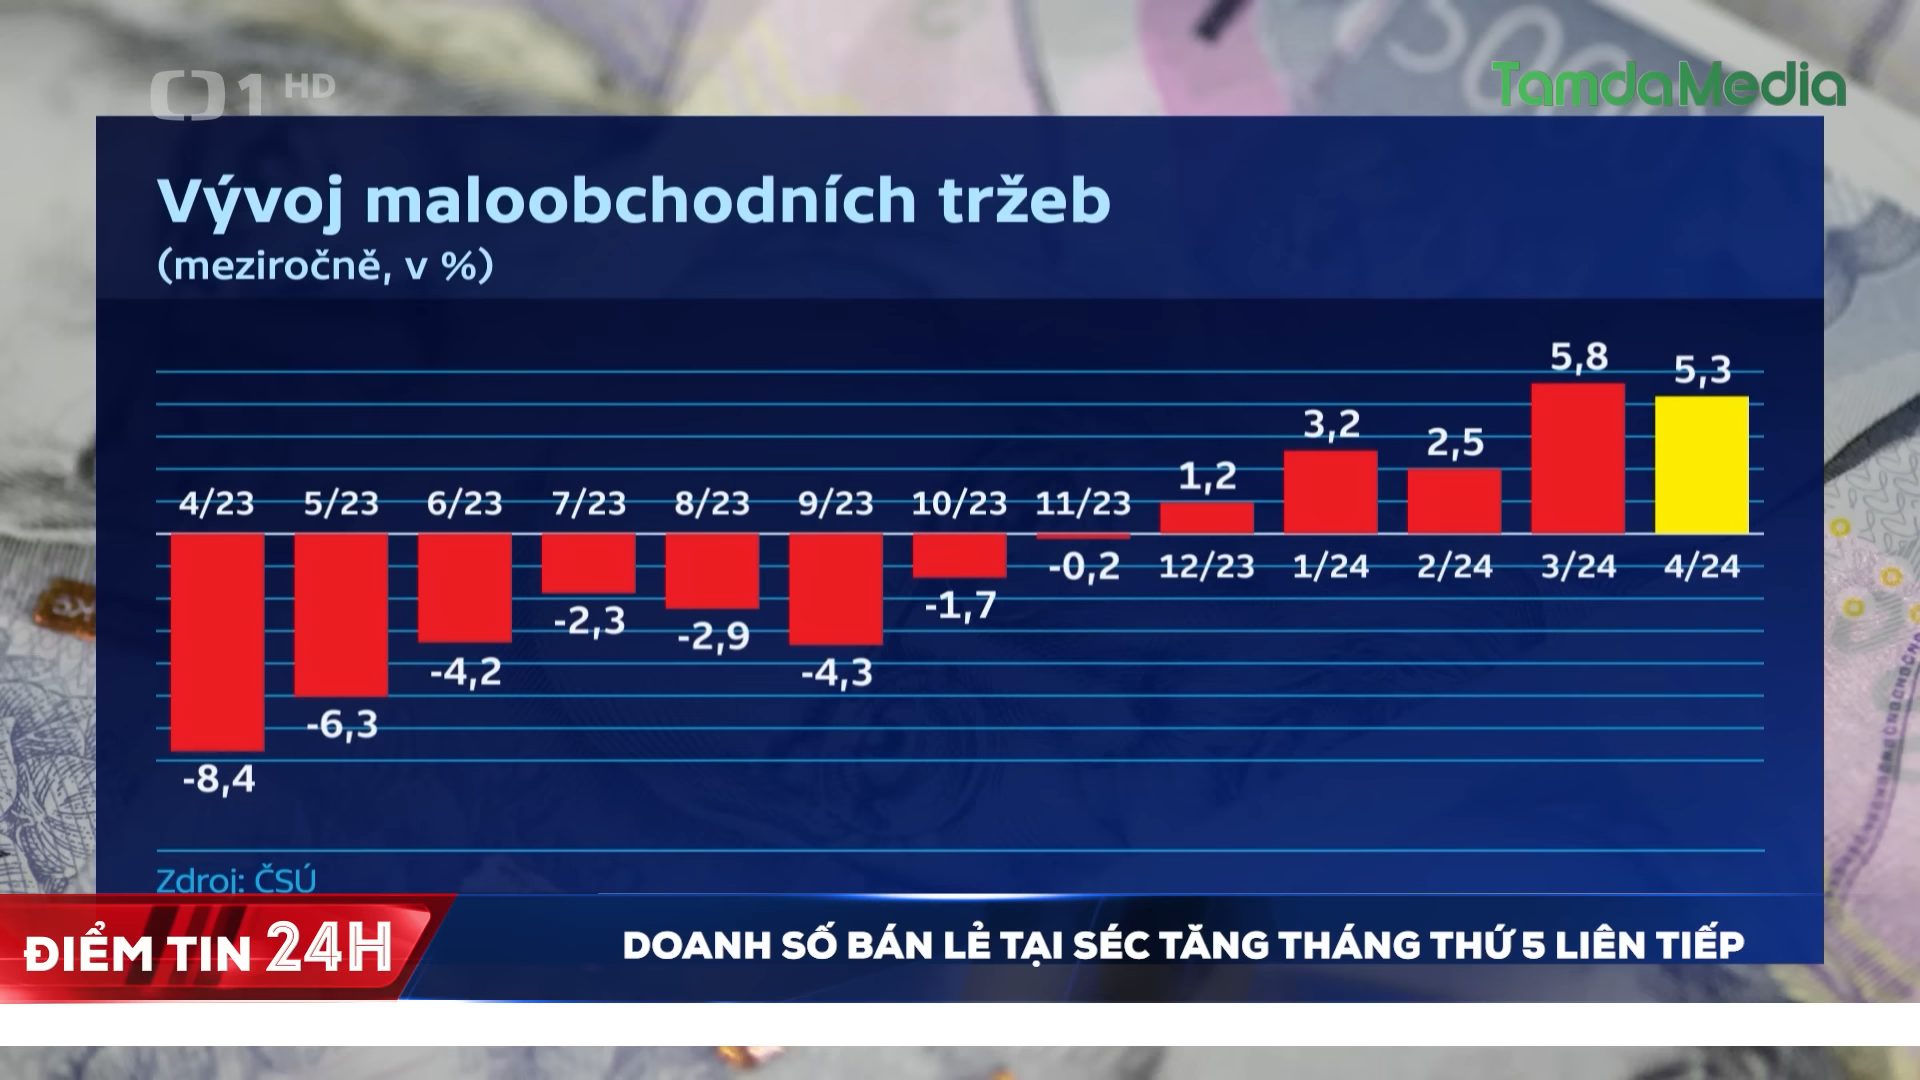 ČT1 HD
TamdaMedia
Vývoj maloobchodních tržeb
(meziročně, v %)
5,8
5,3
3,2
2,5
1,2
4/23 5/23 6/23 7/23 8/23 9/23 10/23 11/23
-0,2 12/23 1/24 2/24 3/24 4/24
-1,7
-2,3
-2,9
-4,2 -4,3
-6,3
-8,4
Zdroj: ČSÚ
ĐIỂM TIN 24H
DOANH SỐ BÁN LẺ TẠI SÉC TĂNG THÁNG THỨ 5 LIÊN TIẾP